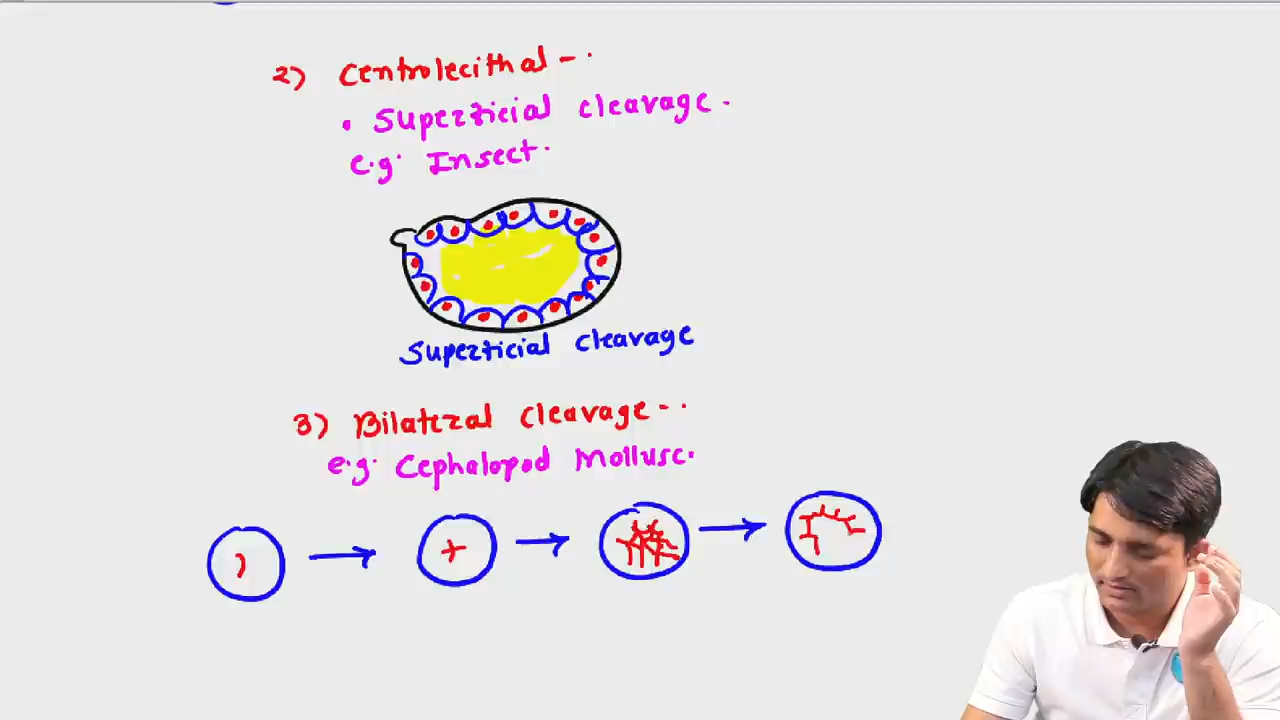 2) Centrolecithal - .
• Superficial cleavage.
e.g. Insect.
Superficial cleavage
3) Bilateral cleavage - .
e.g. Cephalopod Mollusc.